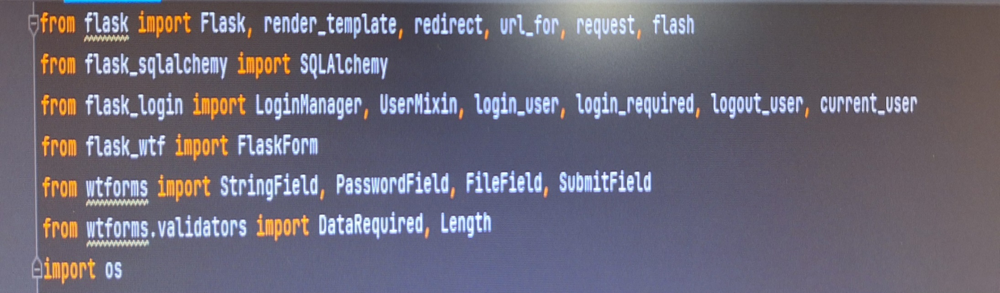 from flask import Flask, render_template, redirect, url_for, request, flash
from flask_sqlalchemy import SQLAlchemy
from flask_login import LoginManager, UserMixin, login_user, login_required, logout_user, current_user
from flask_wtf import FlaskForm
from wtforms import StringField, PasswordField, FileField, SubmitField
from wtforms.validators import DataRequired, Length
import os